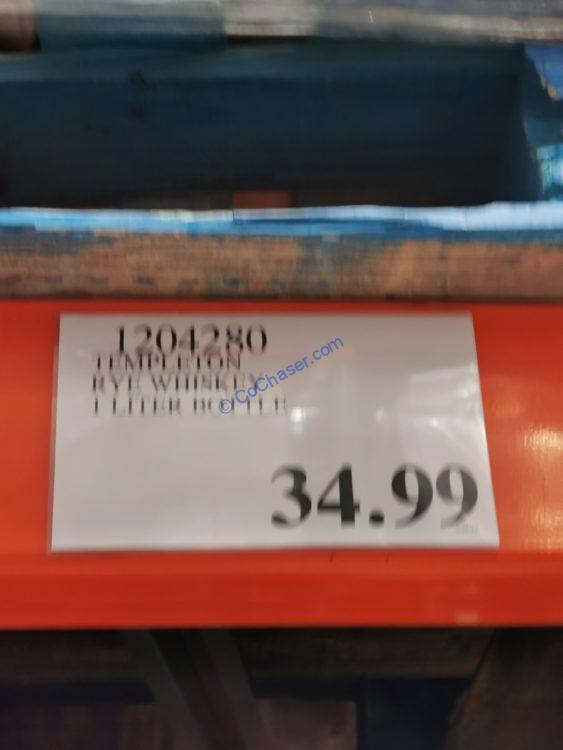 1204280
TEMPLETON
RYE WHISKEY
1 LITER BOTTLE
© CoChaser.com
34.99